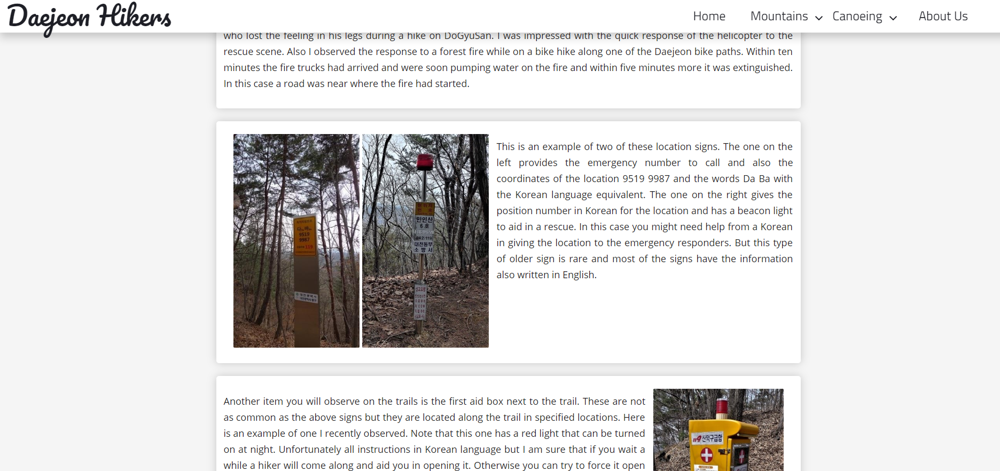 Daejeon Hikers
Home Mountains Canoeing About Us
who lost the feeling in his legs during a hike on DoGyuSan. I was impressed with the quick response of the helicopter to the
rescue scene. Also I observed the response to a forest fire while on a bike hike along one of the Daejeon bike paths. Within ten
minutes the fire trucks had arrived and were soon pumping water on the fire and within five minutes more it was extinguished.
In this case a road was near where the fire had started.
다 바
9519
9987
119
대전광역시
만인산
6호
042/119
대전동부
소방서
This is an example of two of these location signs. The one on the
left provides the emergency number to call and also the
coordinates of the location 9519 9987 and the words Da Ba with
the Korean language equivalent. The one on the right gives the
position number in Korean for the location and has a beacon light
to aid in a rescue. In this case you might need help from a Korean
in giving the location to the emergency responders. But this type
of older sign is rare and most of the signs have the information
also written in English.
Another item you will observe on the trails is the first aid box next to the trail. These are not
as common as the above signs but they are located along the trail in specified locations. Here
is an example of one I recently observed. Note that this one has a red light that can be turned
on at night. Unfortunately all instructions in Korean language but I am sure that if you wait a
while a hiker will come along and aid you in opening it. Otherwise you can try to force it open
119 산악구급함